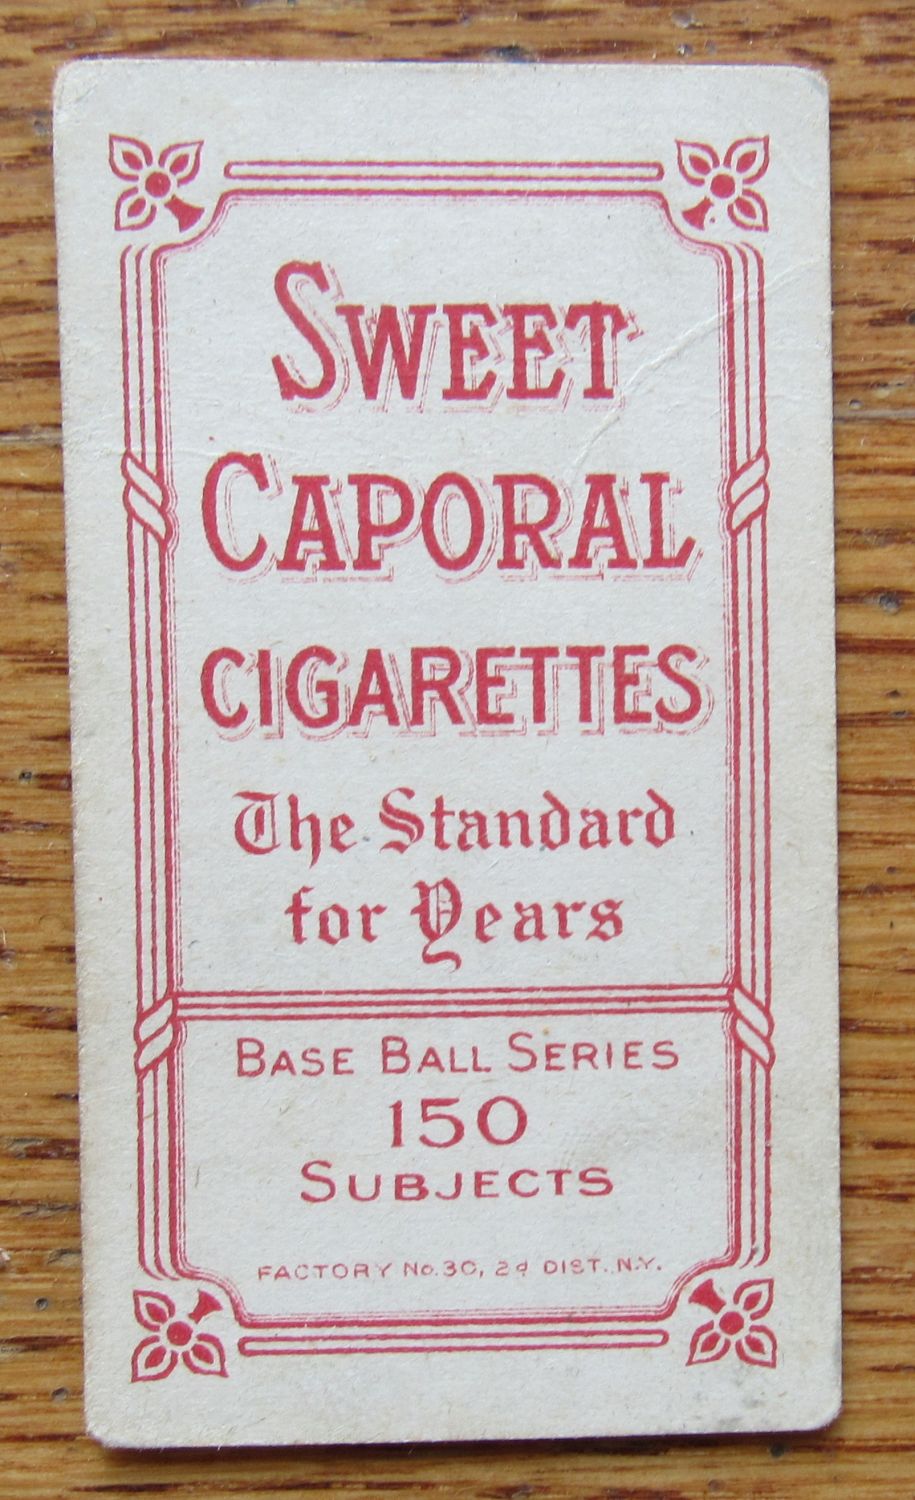 SWEET
CAPORAL
CIGARETTES
The Standard
for Years
BASE BALL SERIES
150
SUBJECTS
FACTORY No. 30, 2d DIST. N.Y.